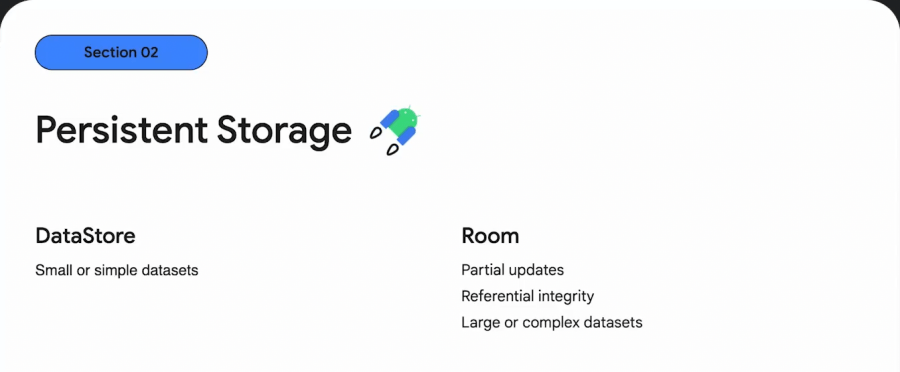 Section 02
Persistent Storage
DataStore
Small or simple datasets
Room
Partial updates
Referential integrity
Large or complex datasets